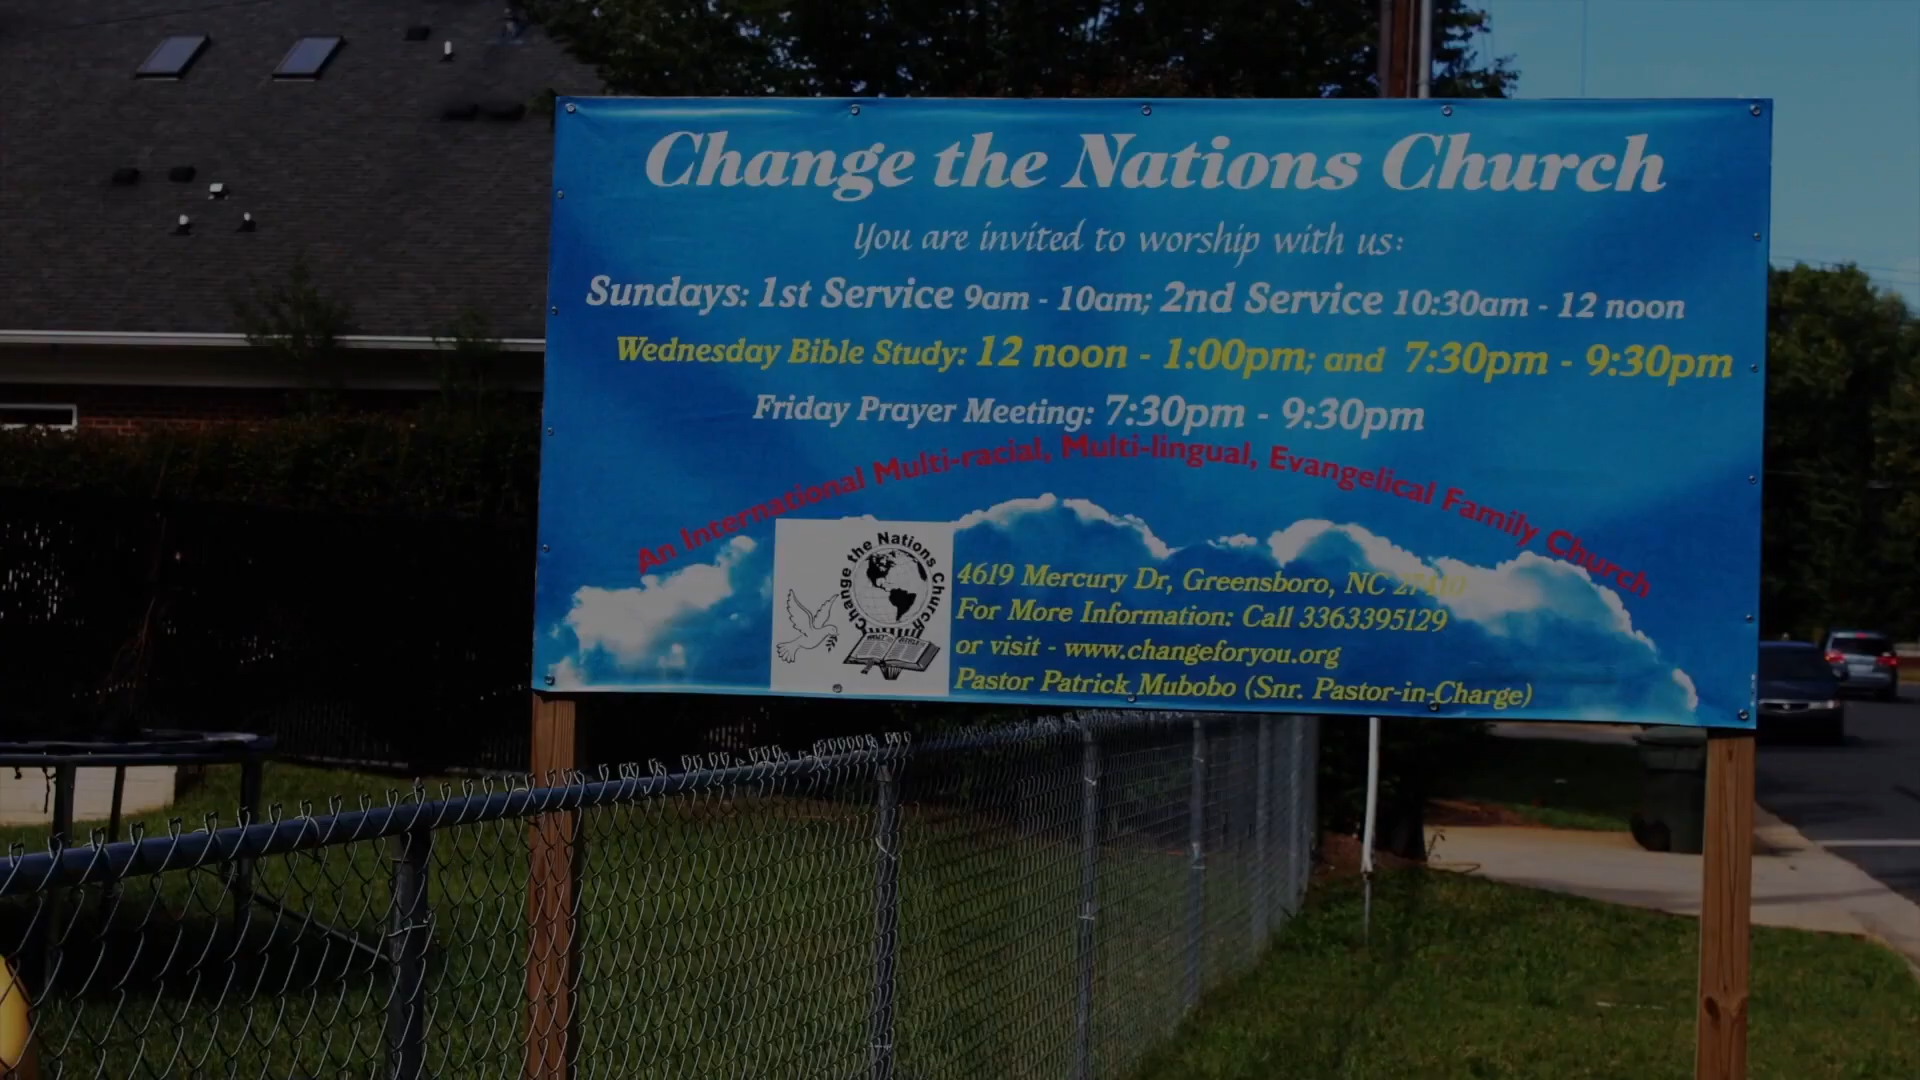 Change the Nations Church
You are invited to worship with us:
Sundays: 1st Service 9am - 10am; 2nd Service 10:30am - 12 noon
Wednesday Bible Study: 12 noon - 1:00pm; and 7:30pm - 9:30pm
Friday Prayer Meeting: 7:30pm - 9:30pm
An International Multi-racial, Multi-lingual, Evangelical Family Church
Change the Nations Church
HOLY BIBLE
4619 Mercury Dr, Greensboro, NC 27410
For More Information: Call 3363395129
or visit - www.changeforyou.org
Pastor Patrick Mubobo (Snr. Pastor-in-Charge)